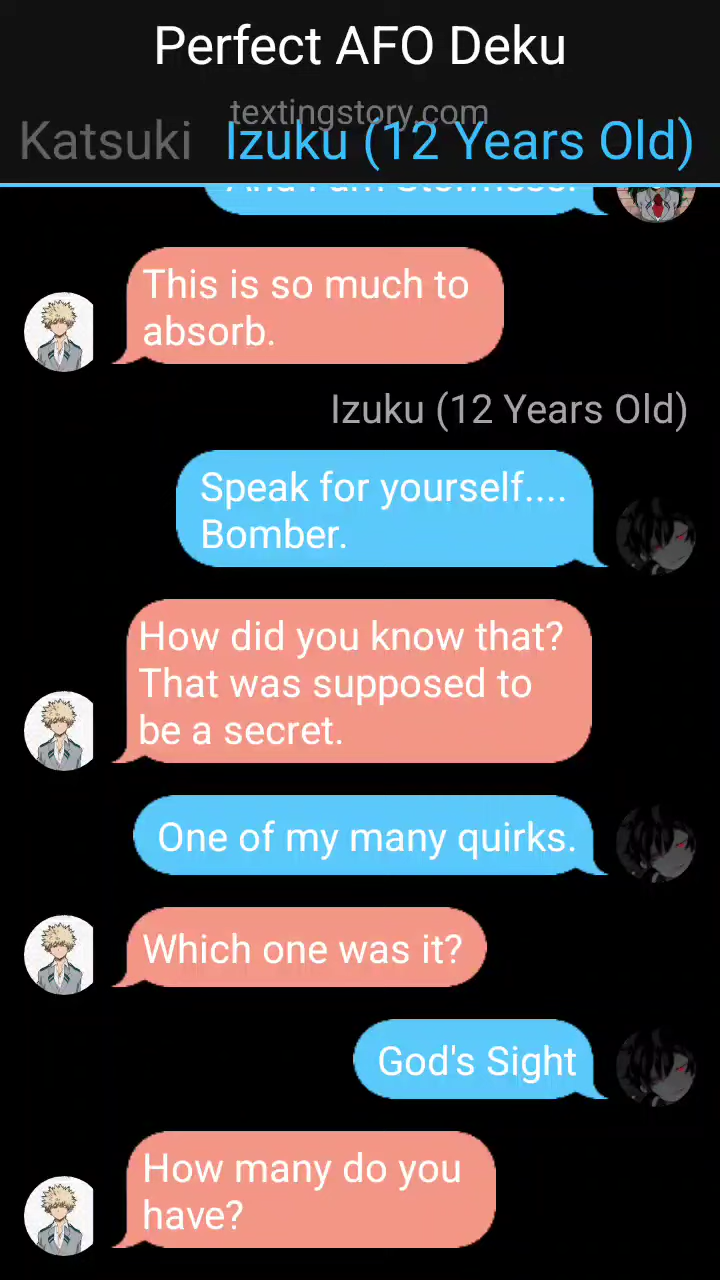 Perfect AFO Deku
textingstory.com
Katsuki Izuku (12 Years Old)
This is so much to
absorb.
Izuku (12 Years Old)
Speak for yourself....
Bomber.
How did you know that?
That was supposed to
be a secret.
One of my many quirks.
Which one was it?
God's Sight
How many do you
have?